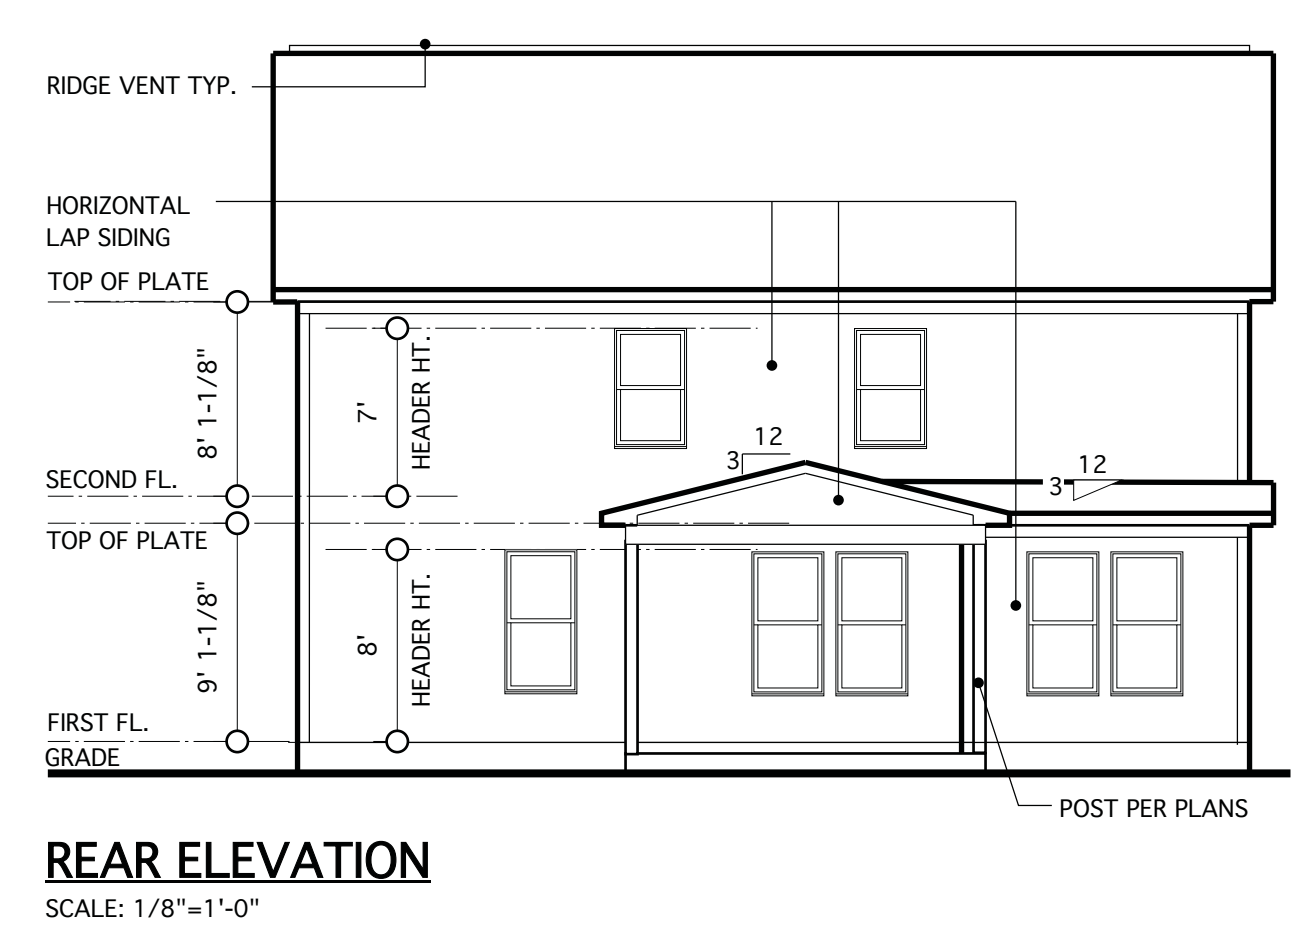 RIDGE VENT TYP.
HORIZONTAL
LAP SIDING
TOP OF PLATE
8' 1-1/8"
7'
HEADER HT.
12
3
12
3
SECOND FL.
TOP OF PLATE
9' 1-1/8"
8'
HEADER HT.
FIRST FL.
GRADE
POST PER PLANS
REAR ELEVATION
SCALE: 1/8"=1'-0"